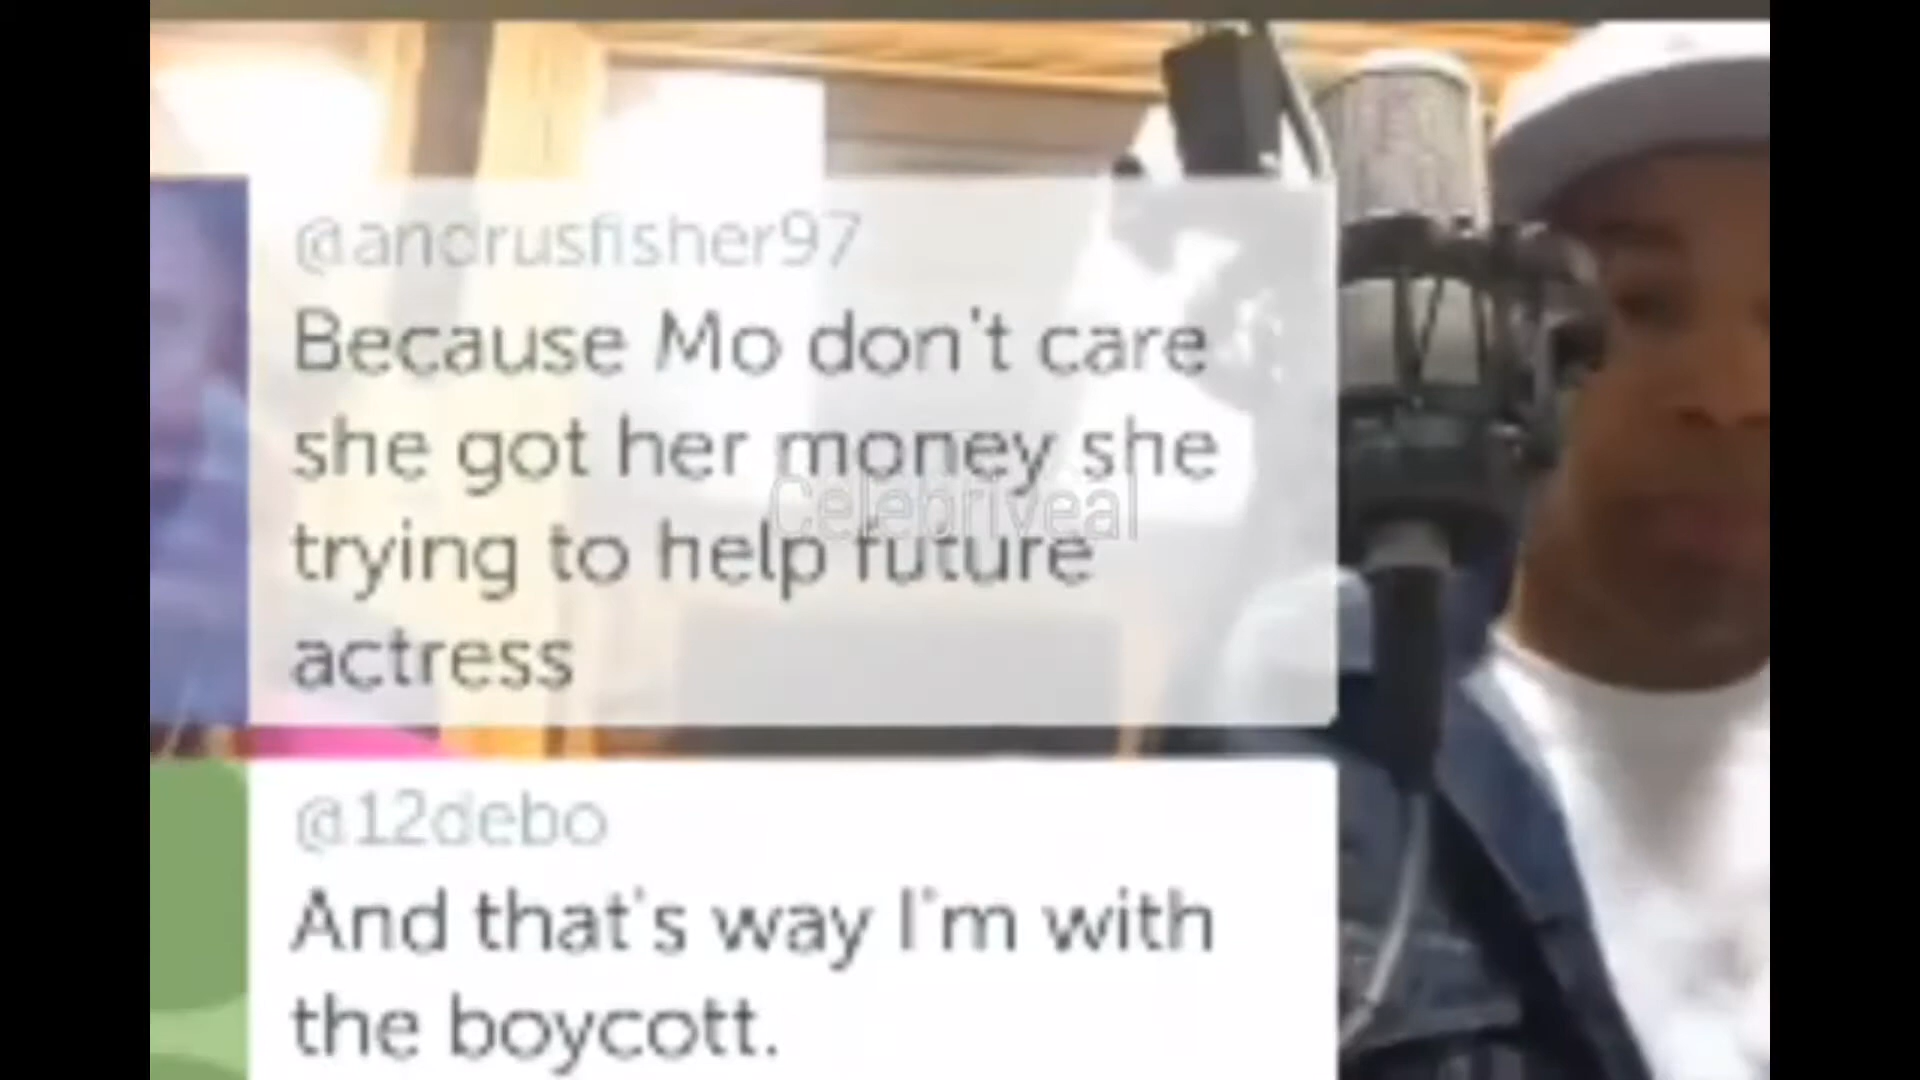 @andrusfisher97
Because Mo don't care
she got her money she
Celebriveal
trying to help future
actress
@12debo
And that's way I'm with
the boycott.